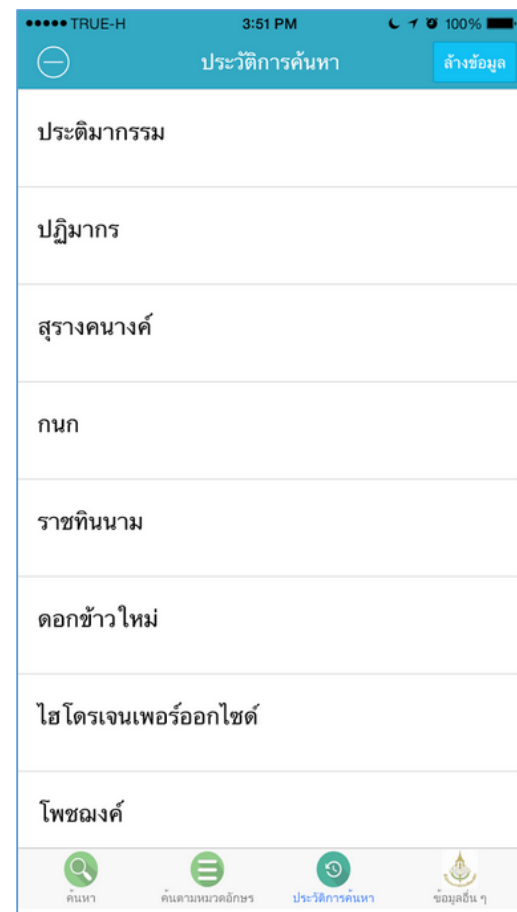 TRUE-H 3:51 PM 100%
ประวัติการค้นหา ล้างข้อมูล
ประติมากรรม
ปฏิมากร
สุรางคนางค์
กนก
ราชทินนาม
ดอกข้าวใหม่
ไฮโดรเจนเพอร์ออกไซด์
โพชฌงค์
ค้นหา ค้นตามหมวดอักษร ประวัติการค้นหา ข้อมูลอื่น ๆ